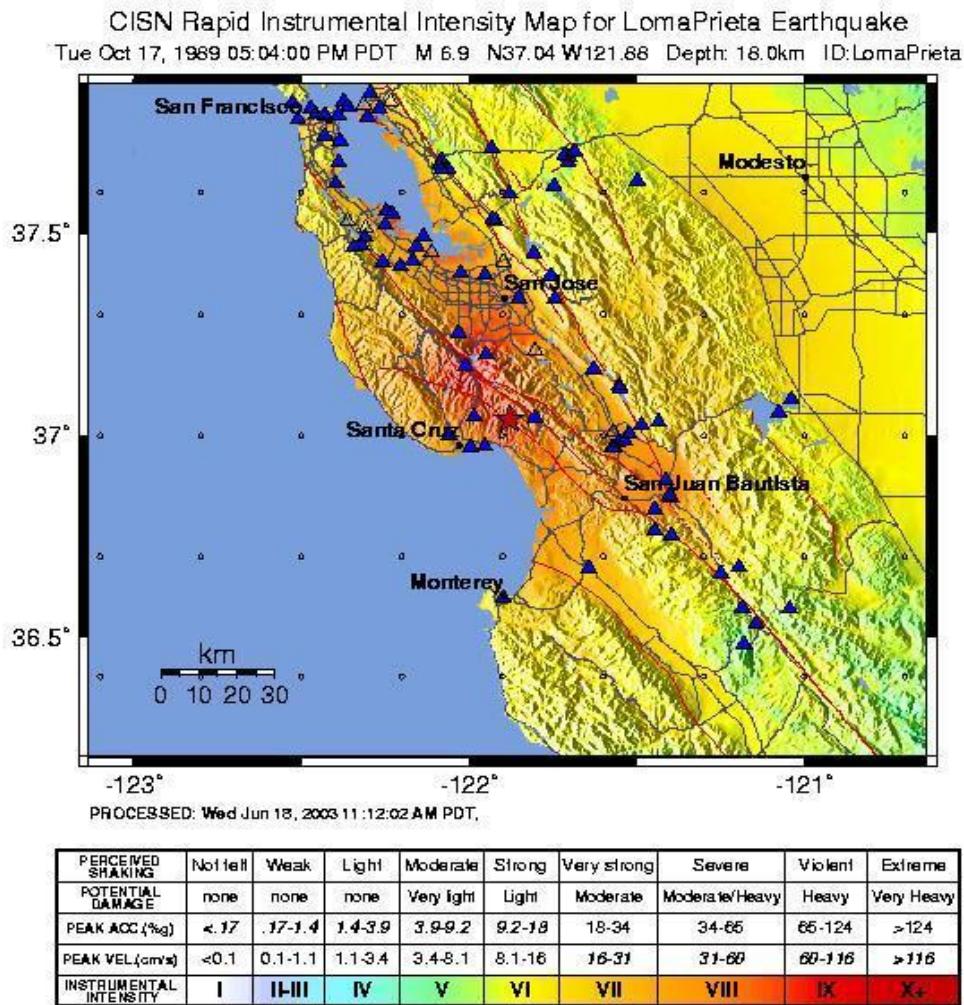 CISN Rapid Instrumental Intensity Map for LomaPrieta Earthquake
Tue Oct 17, 1989 05:04:00 PM PDT M 6.9 N37.04 W121.88 Depth: 18.0km ID:LomaPrieta
San Francisco
Modesto
37.5°
San Jose
37°
Santa Cruz
San Juan Bautista
Monterey
36.5°
km
0 10 20 30
-123° -122° -121°
PROCESSED: Wed Jun 18, 2003 11:12:02 AM PDT,
PERCEIVED SHAKING Not felt Weak Light Moderate Strong Very strong Severe Violent Extreme
POTENTIAL DAMAGE none none none Very light Light Moderate Moderate/Heavy Heavy Very Heavy
PEAK ACC.(%g) <.17 .17-1.4 1.4-3.9 3.9-9.2 9.2-18 18-34 34-65 65-124 >124
PEAK VEL.(cm/s) <0.1 0.1-1.1 1.1-3.4 3.4-8.1 8.1-16 16-31 31-60 60-116 >116
INSTRUMENTAL INTENSITY I II-III IV V VI VII VIII IX X+